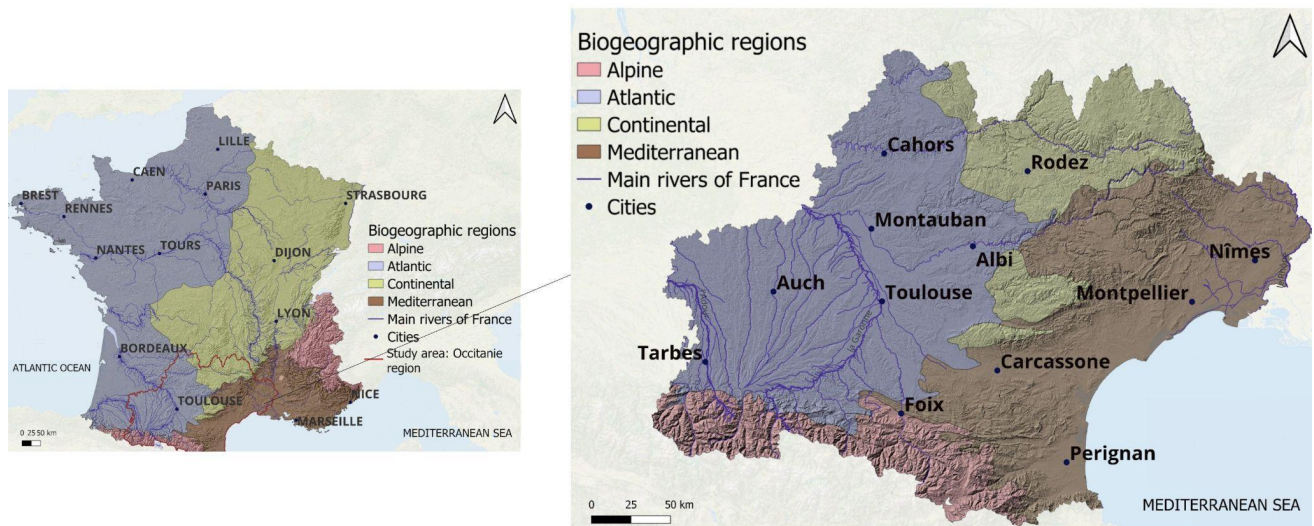 LILLE
CAEN
PARIS
BREST
STRASBOURG
RENNES
Biogeographic regions
Alpine
Atlantic
Continental
Mediterranean
Main rivers of France
Cities
Study area: Occitanie
region
NANTES
TOURS
DIJON
LYON
BORDEAUX
ATLANTIC OCEAN
TOULOUSE
NICE
MARSEILLE
MEDITERRANEAN SEA
0 25 50 km
Biogeographic regions
Alpine
Atlantic
Continental
Mediterranean
Main rivers of France
Cities
Cahors
Rodez
Montauban
Albi
Nîmes
Auch
Toulouse
Montpellier
la Garonne
Tarbes
Carcassone
Foix
Perignan
0 25 50 km
MEDITERRANEAN SEA